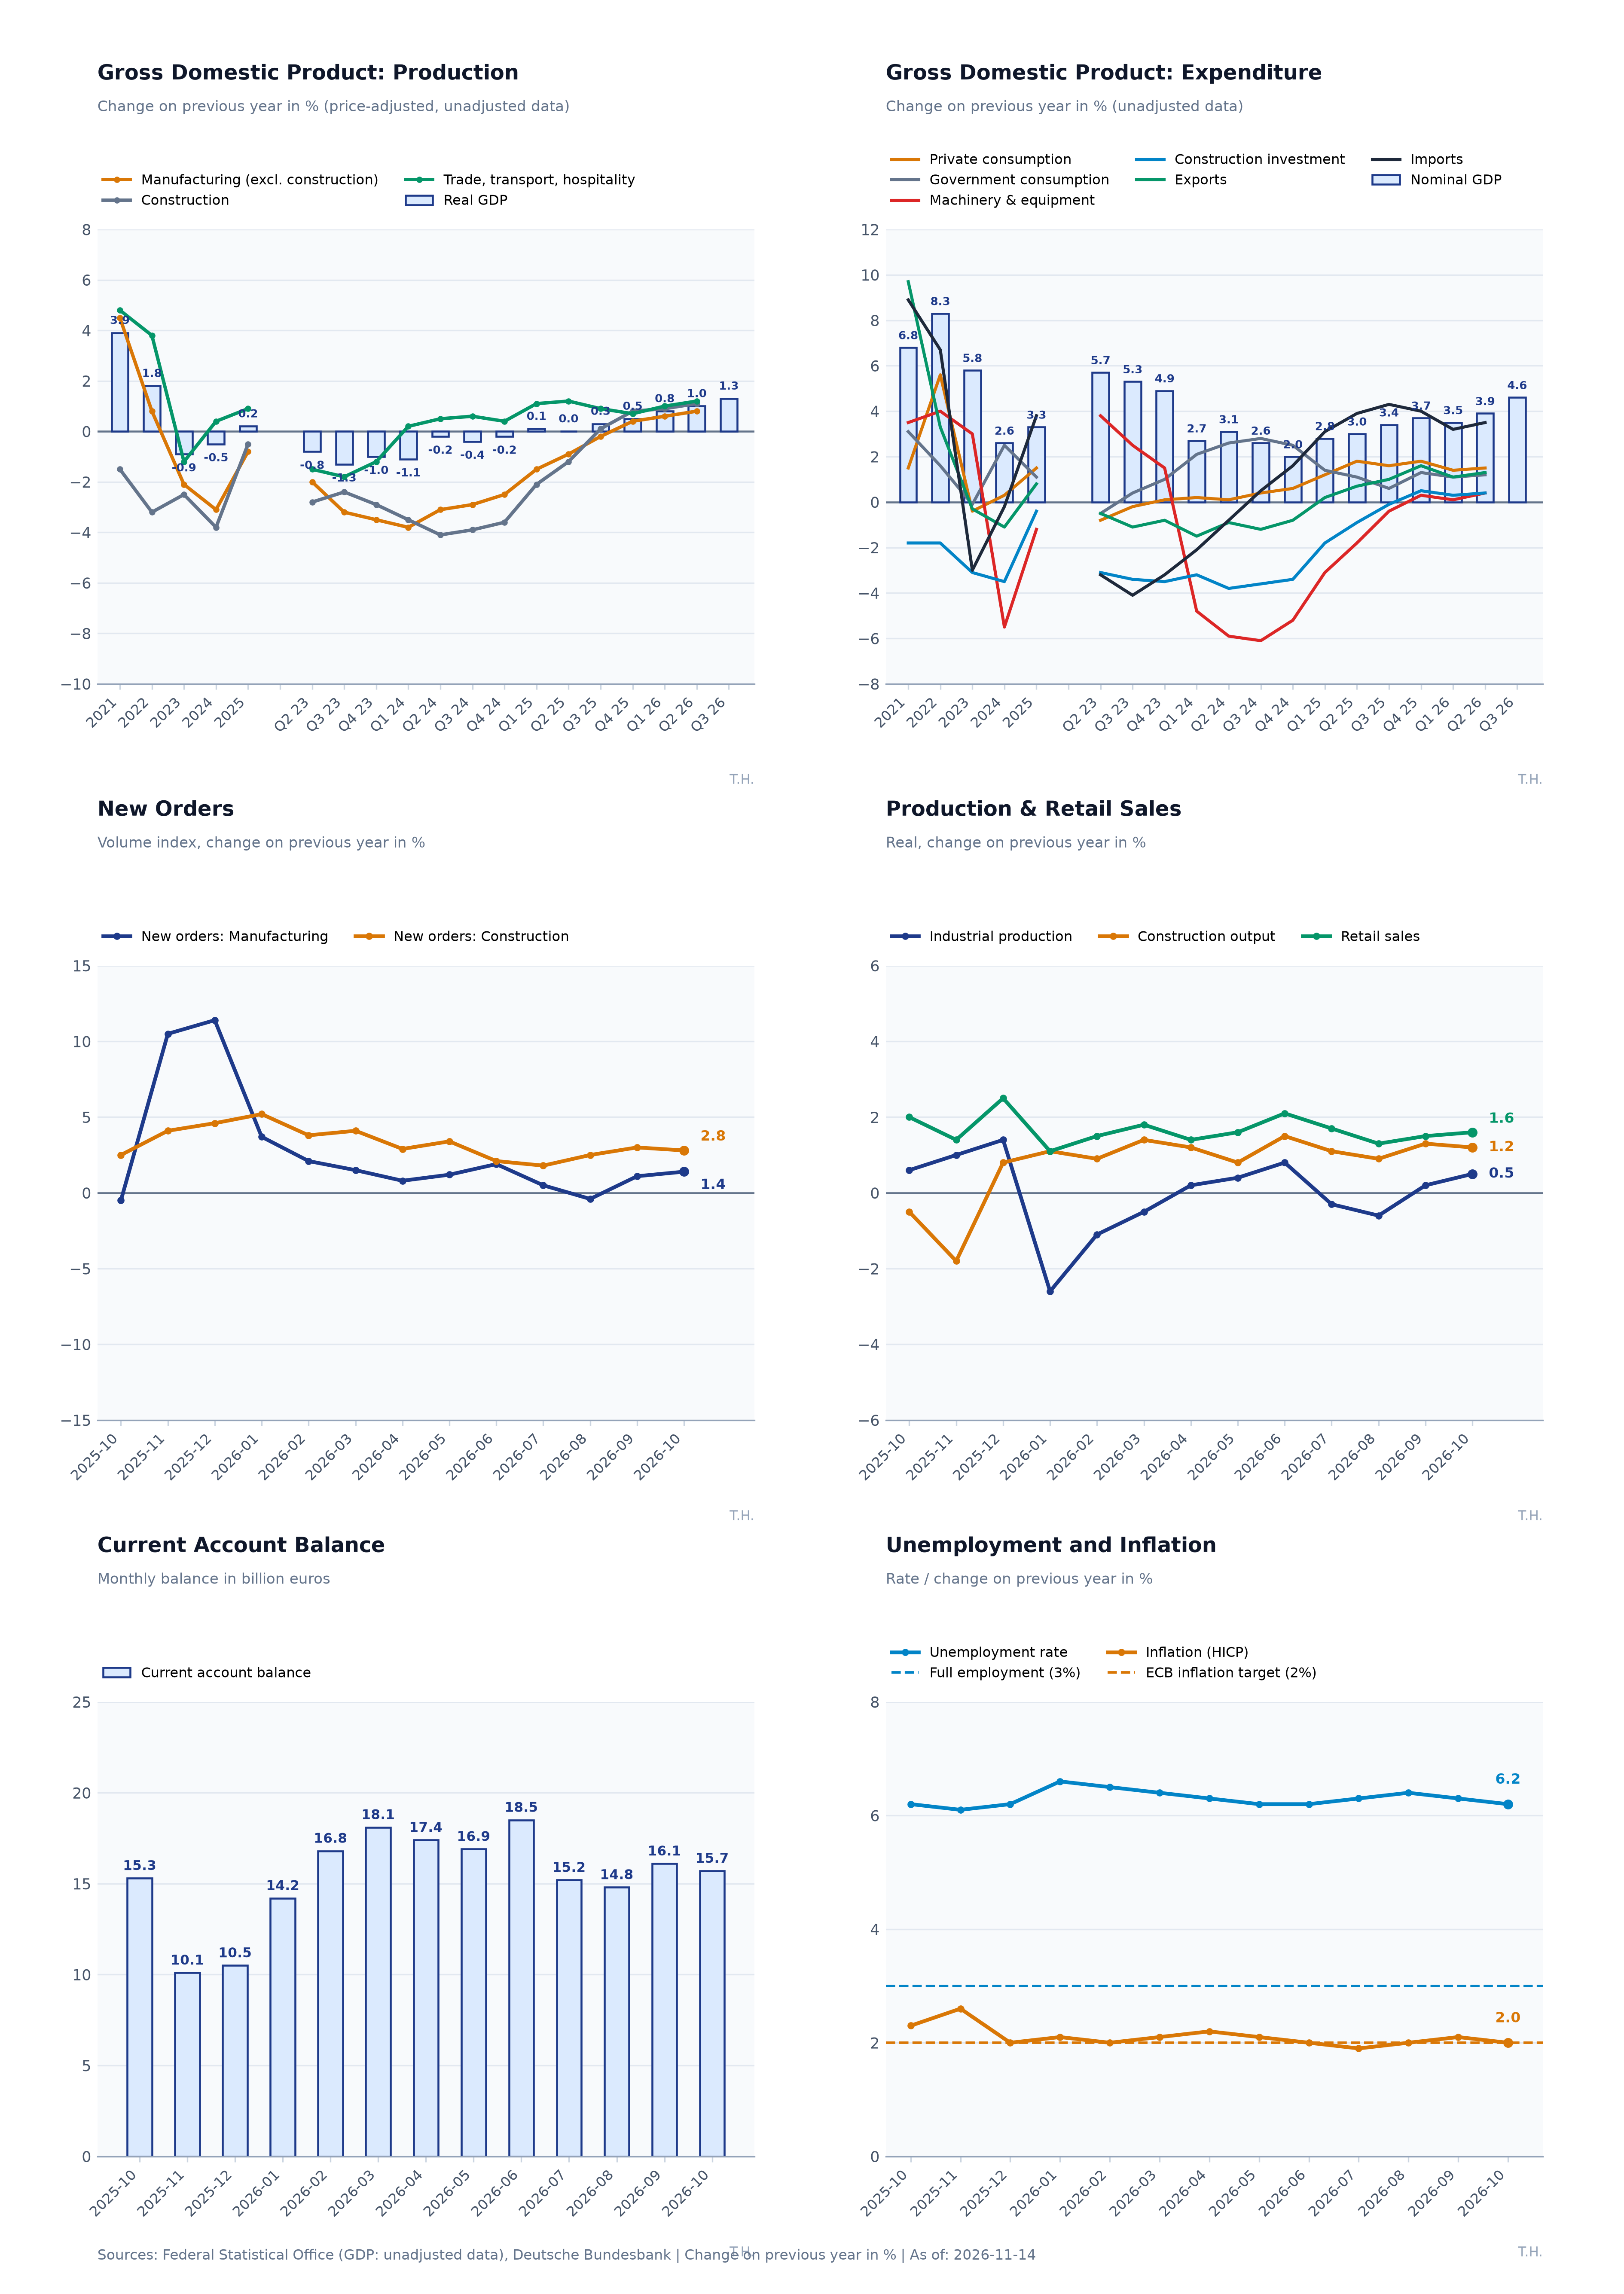 Gross Domestic Product: Production
Change on previous year in % (price-adjusted, unadjusted data)
Manufacturing (excl. construction)
Trade, transport, hospitality
Construction
Real GDP
8
6
4
2
0
−2
−4
−6
−8
−10
3.9
1.8
-0.9
-0.5
0.2
-0.8
-1.3
-1.0
-1.1
-0.2
-0.4
-0.2
0.1
0.0
0.3
0.5
0.8
1.0
1.3
2021
2022
2023
2024
2025
Q2 23
Q3 23
Q4 23
Q1 24
Q2 24
Q3 24
Q4 24
Q1 25
Q2 25
Q3 25
Q4 25
Q1 26
Q2 26
Q3 26
T.H.
Gross Domestic Product: Expenditure
Change on previous year in % (unadjusted data)
Private consumption
Construction investment
Imports
Government consumption
Exports
Nominal GDP
Machinery & equipment
12
10
8
6
4
2
0
−2
−4
−6
−8
6.8
8.3
5.8
2.6
3.3
5.7
5.3
4.9
2.7
3.1
2.6
2.0
2.8
3.0
3.4
3.7
3.5
3.9
4.6
2021
2022
2023
2024
2025
Q2 23
Q3 23
Q4 23
Q1 24
Q2 24
Q3 24
Q4 24
Q1 25
Q2 25
Q3 25
Q4 25
Q1 26
Q2 26
Q3 26
T.H.
New Orders
Volume index, change on previous year in %
New orders: Manufacturing
New orders: Construction
15
10
5
0
−5
−10
−15
2.8
1.4
2025-10
2025-11
2025-12
2026-01
2026-02
2026-03
2026-04
2026-05
2026-06
2026-07
2026-08
2026-09
2026-10
T.H.
Production & Retail Sales
Real, change on previous year in %
Industrial production
Construction output
Retail sales
6
4
2
0
−2
−4
−6
1.6
1.2
0.5
2025-10
2025-11
2025-12
2026-01
2026-02
2026-03
2026-04
2026-05
2026-06
2026-07
2026-08
2026-09
2026-10
T.H.
Current Account Balance
Monthly balance in billion euros
Current account balance
25
20
15
10
5
0
15.3
10.1
10.5
14.2
16.8
18.1
17.4
16.9
18.5
15.2
14.8
16.1
15.7
2025-10
2025-11
2025-12
2026-01
2026-02
2026-03
2026-04
2026-05
2026-06
2026-07
2026-08
2026-09
2026-10
T.H.
Unemployment and Inflation
Rate / change on previous year in %
Unemployment rate
Inflation (HICP)
Full employment (3%)
ECB inflation target (2%)
8
6
4
2
0
6.2
2.0
2025-10
2025-11
2025-12
2026-01
2026-02
2026-03
2026-04
2026-05
2026-06
2026-07
2026-08
2026-09
2026-10
T.H.
Sources: Federal Statistical Office (GDP: unadjusted data), Deutsche Bundesbank | Change on previous year in % | As of: 2026-11-14